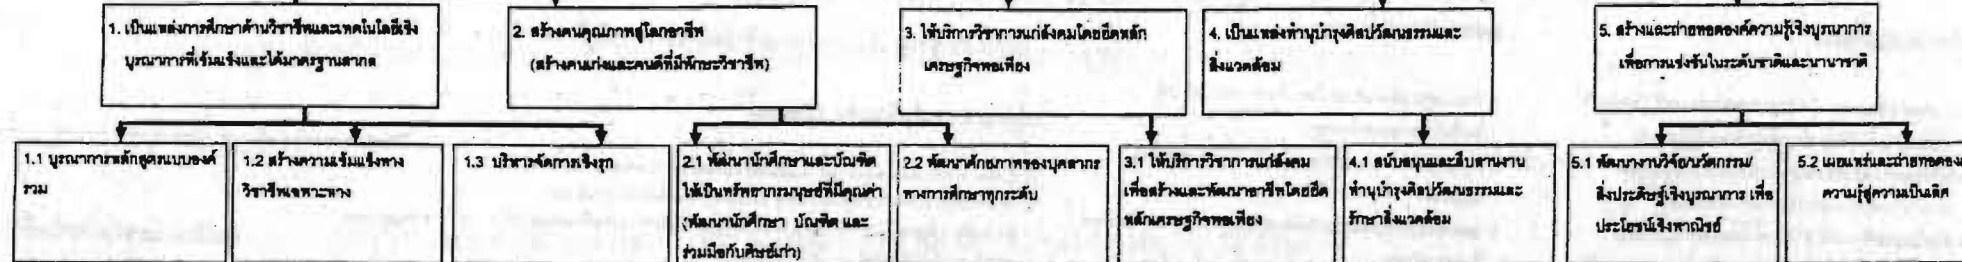 1. เป็นแหล่งการศึกษาด้านวิชาชีพและเทคโนโลยีเชิง
บูรณาการที่เข้มแข็งและได้มาตรฐานสากล
2. สร้างคนคุณภาพสู่โลกอาชีพ
(สร้างคนเก่งและคนดีที่มีทักษะวิชาชีพ)
3. ให้บริการวิชาการแก่สังคมโดยยึดหลัก
เศรษฐกิจพอเพียง
4. เป็นแหล่งทำนุบำรุงศิลปวัฒนธรรมและ
สิ่งแวดล้อม
5. สร้างและถ่ายทอดองค์ความรู้เชิงบูรณาการ
เพื่อการแข่งขันในระดับชาติและนานาชาติ
1.1 บูรณาการหลักสูตรแบบองค์
รวม
1.2 สร้างความเข้มแข็งทาง
วิชาชีพเฉพาะทาง
1.3 บริหารจัดการเชิงรุก
2.1 พัฒนานักศึกษาและบัณฑิต
ให้เป็นทรัพยากรมนุษย์ที่มีคุณค่า
(พัฒนานักศึกษา บัณฑิต และ
ร่วมมือกับศิษย์เก่า)
2.2 พัฒนาศักยภาพของบุคลากร
ทางการศึกษาทุกระดับ
3.1 ให้บริการวิชาการแก่สังคม
เพื่อสร้างและพัฒนาอาชีพโดยยึด
หลักเศรษฐกิจพอเพียง
4.1 สนับสนุนและสืบสานงาน
ทำนุบำรุงศิลปวัฒนธรรมและ
รักษาสิ่งแวดล้อม
5.1 พัฒนางานวิจัย/นวัตกรรม/
สิ่งประดิษฐ์เชิงบูรณาการ เพื่อ
ประโยชน์เชิงพาณิชย์
5.2 เผยแพร่และถ่ายทอดองค์
ความรู้สู่ความเป็นเลิศ